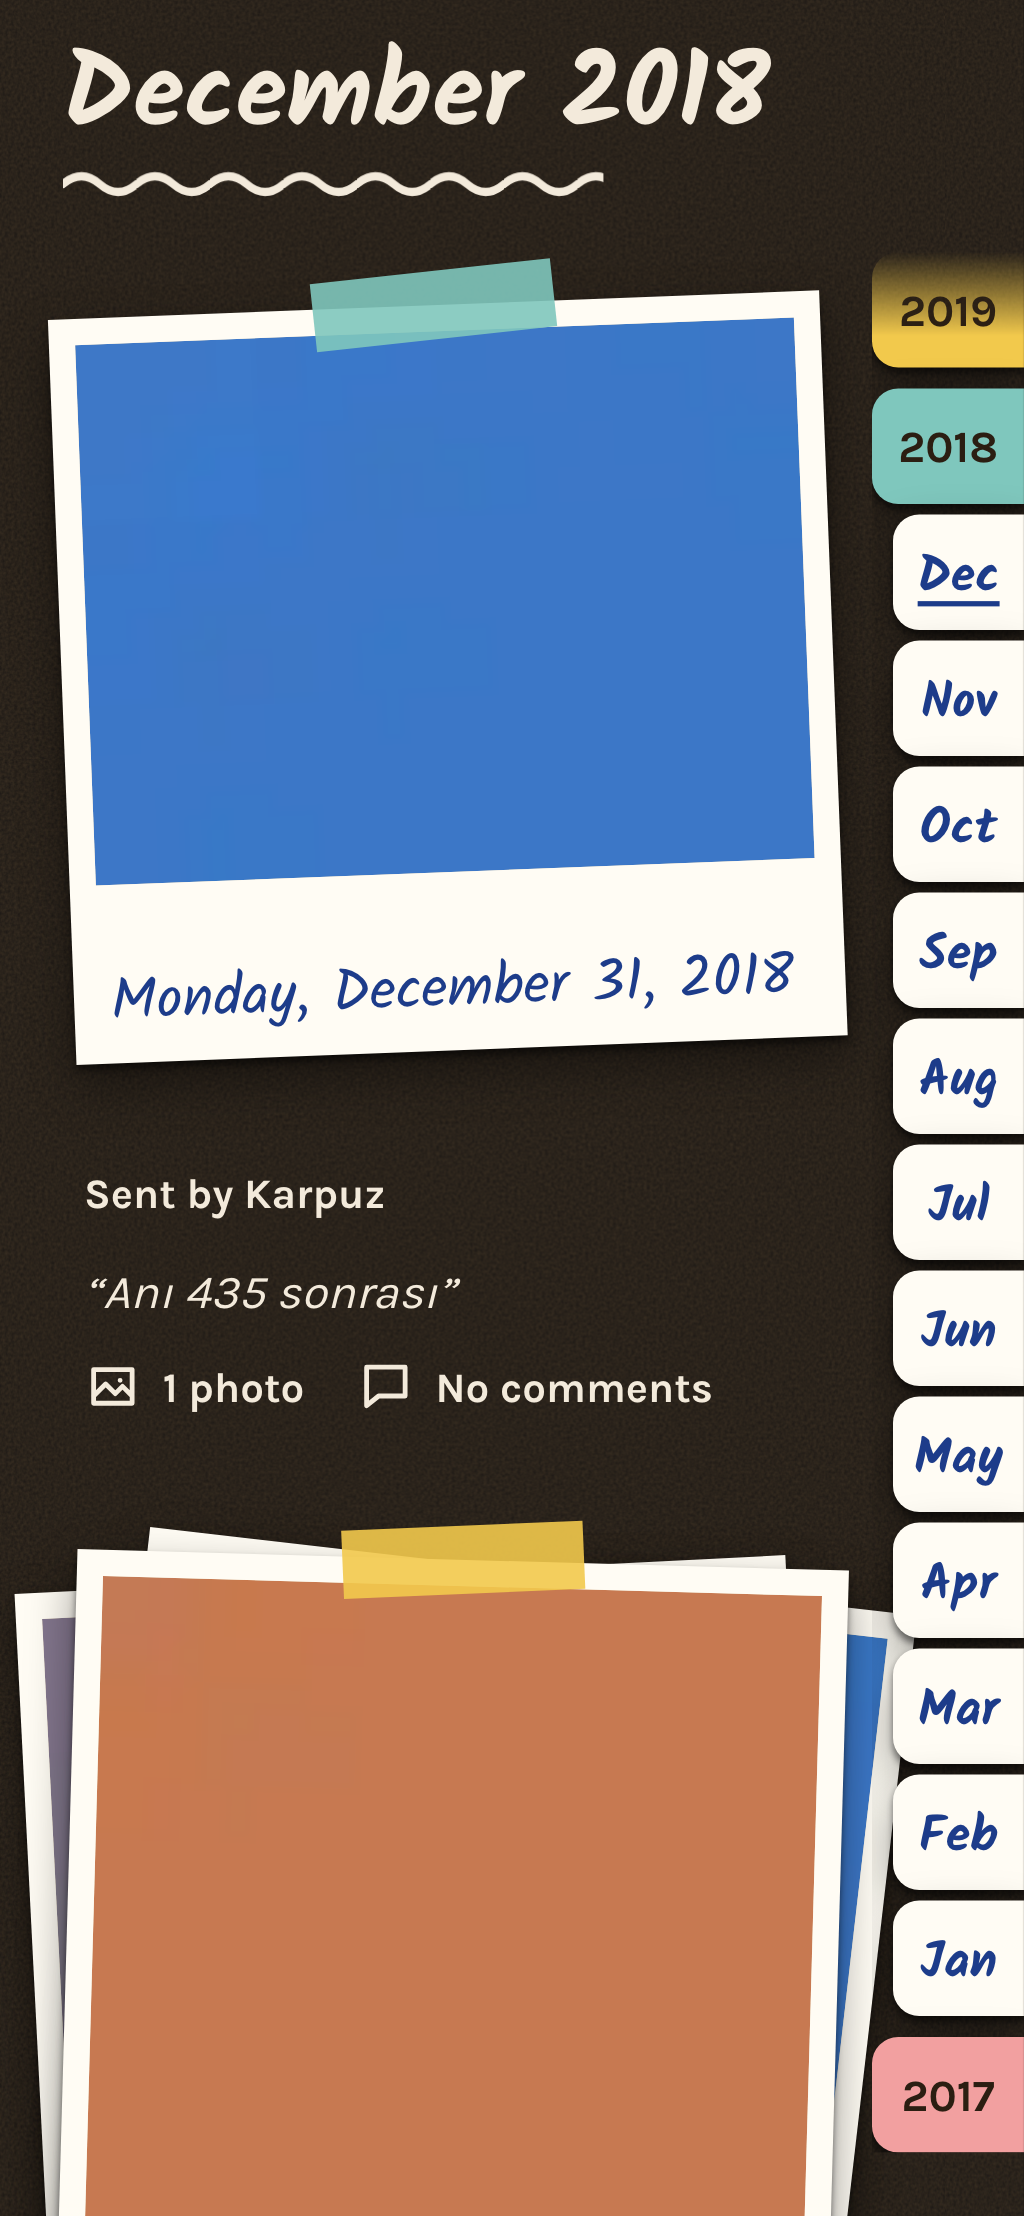 December 2018
2019
2018
Dec
Nov
Oct
Sep
Aug
Jul
Jun
May
Apr
Mar
Feb
Jan
2017
Monday, December 31, 2018
Sent by Karpuz
“Anı 435 sonrası”
1 photo
No comments